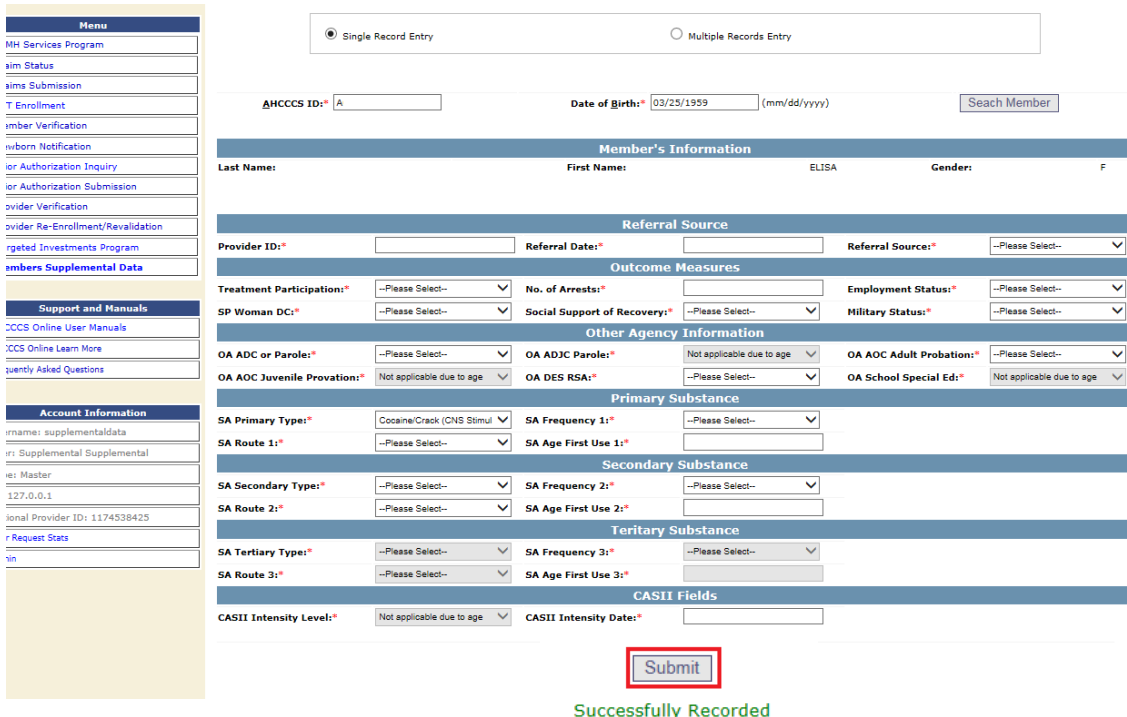 Menu
MH Services Program
aim Status
aims Submission
T Enrollment
ember Verification
wborn Notification
ior Authorization Inquiry
ior Authorization Submission
ovider Verification
ovider Re-Enrollment/Revalidation
rgeted Investments Program
embers Supplemental Data
Support and Manuals
CCCS Online User Manuals
CCCS Online Learn More
quently Asked Questions
Account Information
ername: supplementaldata
er: Supplemental Supplemental
pe: Master
127.0.0.1
ional Provider ID: 1174538425
r Request Stats
min
Single Record Entry Multiple Records Entry
AHCCCS ID:* A Date of Birth:* 03/25/1959 (mm/dd/yyyy) Seach Member
Member's Information
Last Name: First Name: ELISA Gender: F
Referral Source
Provider ID:* Referral Date:* Referral Source:* --Please Select--
Outcome Measures
Treatment Participation:* --Please Select-- No. of Arrests:* Employment Status:* --Please Select--
SP Woman DC:* --Please Select-- Social Support of Recovery:* --Please Select-- Military Status:* --Please Select--
Other Agency Information
OA ADC or Parole:* --Please Select-- OA ADJC Parole:* Not applicable due to age OA AOC Adult Probation:* --Please Select--
OA AOC Juvenile Provation:* Not applicable due to age OA DES RSA:* --Please Select-- OA School Special Ed:* Not applicable due to age
Primary Substance
SA Primary Type:* Cocaine/Crack (CNS Stimul SA Frequency 1:* --Please Select--
SA Route 1:* --Please Select-- SA Age First Use 1:*
Secondary Substance
SA Secondary Type:* --Please Select-- SA Frequency 2:* --Please Select--
SA Route 2:* --Please Select-- SA Age First Use 2:*
Teritary Substance
SA Tertiary Type:* --Please Select-- SA Frequency 3:* --Please Select--
SA Route 3:* --Please Select-- SA Age First Use 3:*
CASII Fields
CASII Intensity Level:* Not applicable due to age CASII Intensity Date:*
Submit
Successfully Recorded